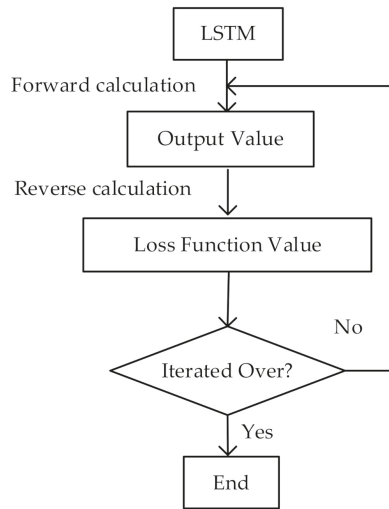 LSTM
Forward calculation
Output Value
Reverse calculation
Loss Function Value
No
Iterated Over?
Yes
End